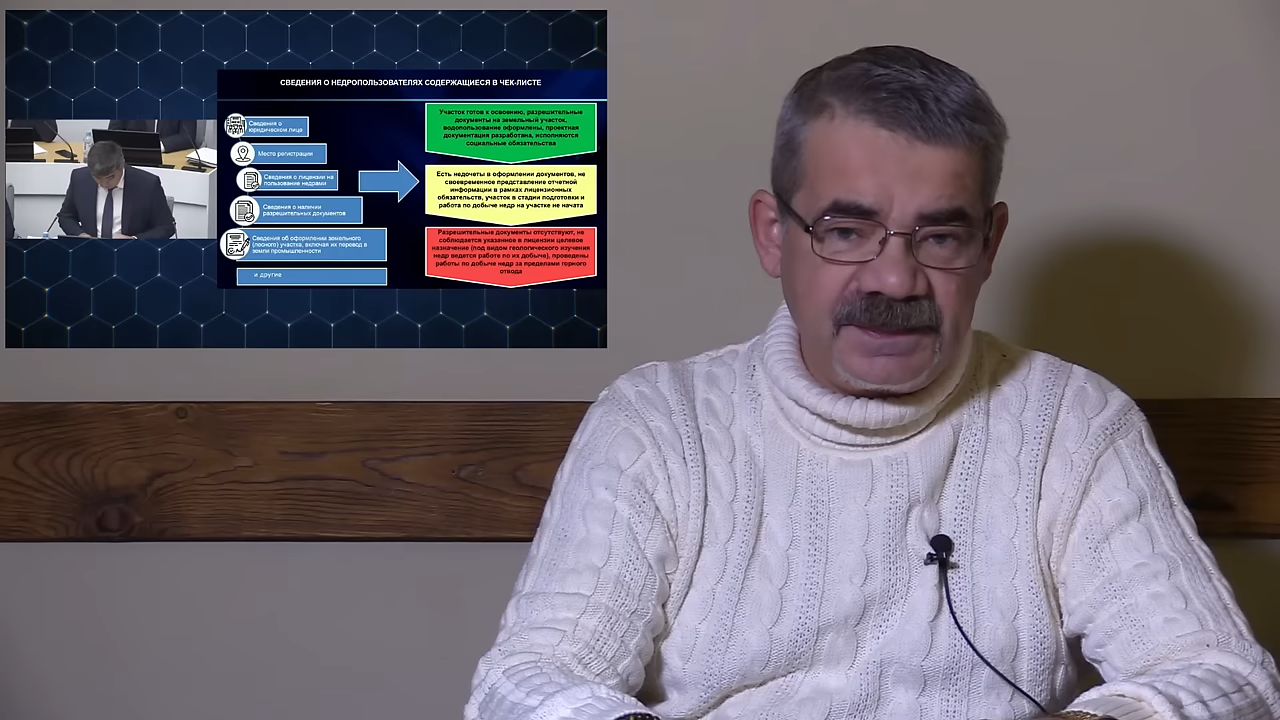 СВЕДЕНИЯ О НЕДРОПОЛЬЗОВАТЕЛЯХ СОДЕРЖАЩИЕСЯ В ЧЕК-ЛИСТЕ
Сведения о
юридическом лице
Место регистрации
Сведения о лицензии на
пользование недрами
Сведения о наличии
разрешительных документов
Сведения об оформлении земельного
(лесного) участка, включая их перевод в
земли промышленности
и другие
Участок готов к освоению, разрешительные
документы на земельный участок,
водопользование оформлены, проектная
документация разработана, исполняются
социальные обязательства
Есть недочеты в оформлении документов, не
своевременное представление отчетной
информации в рамках лицензионных
обязательств, участок в стадии подготовки и
работа по добыче недр на участке не начата
Разрешительные документы отсутствуют, не
соблюдается указанное в лицензии целевое
назначение (под видом геологического изучения
недр ведется работе по их добыче), проведены
работы по добыче недр за пределами горного
отвода